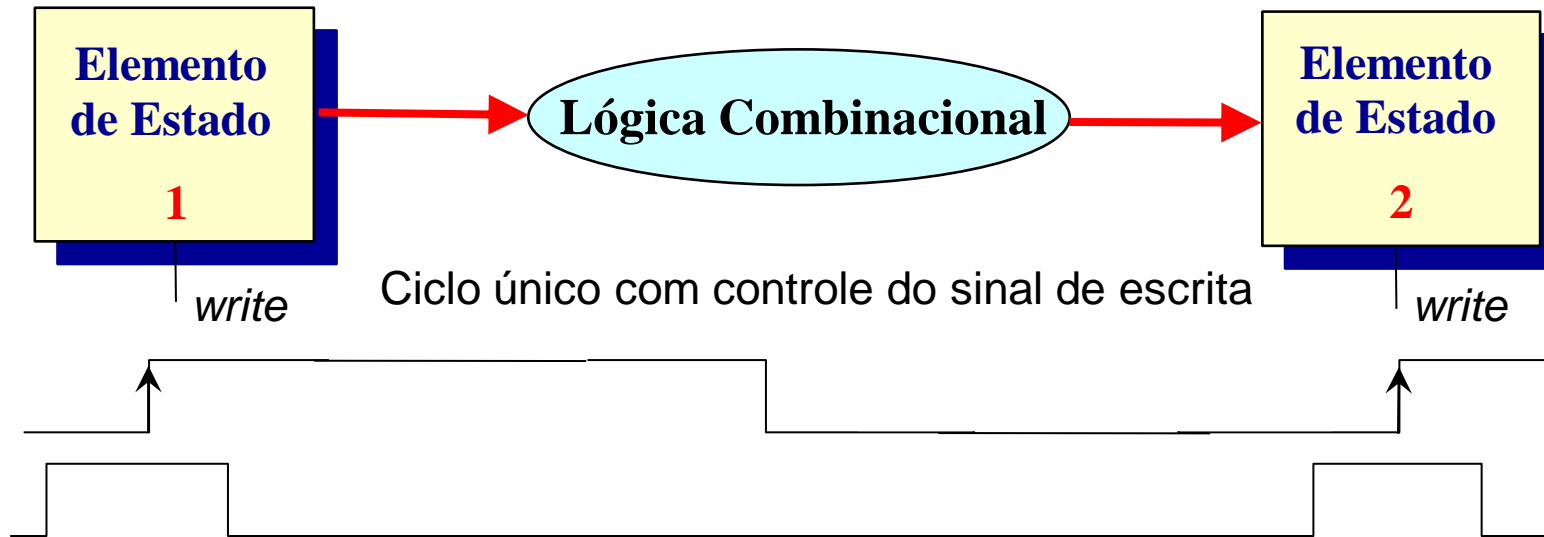 Elemento
de Estado
1
Lógica Combinacional
Elemento
de Estado
2
write
Ciclo único com controle do sinal de escrita
write